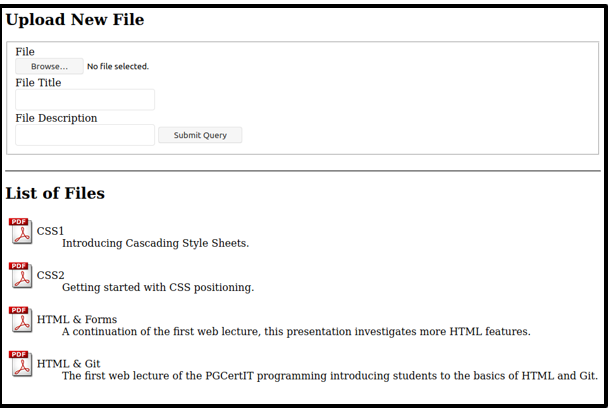 Upload New File
File
Browse... No file selected.
File Title
File Description
Submit Query
List of Files
PDF
CSS1
Introducing Cascading Style Sheets.
PDF
CSS2
Getting started with CSS positioning.
PDF
HTML & Forms
A continuation of the first web lecture, this presentation investigates more HTML features.
PDF
HTML & Git
The first web lecture of the PGCertIT programming introducing students to the basics of HTML and Git.